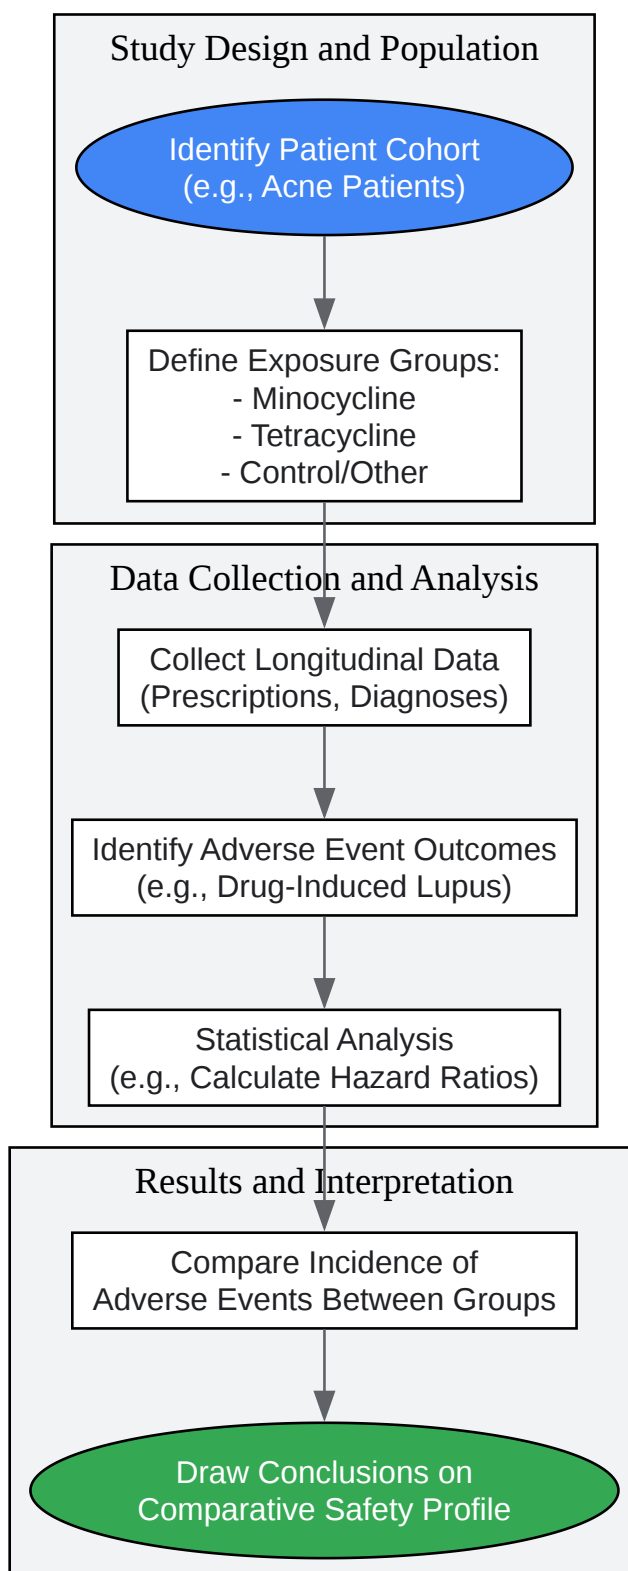 Study Design and Population
Identify Patient Cohort
(e.g., Acne Patients)
Define Exposure Groups:
- Minocycline
- Tetracycline
- Control/Other
Data Collection and Analysis
Collect Longitudinal Data
(Prescriptions, Diagnoses)
Identify Adverse Event Outcomes
(e.g., Drug-Induced Lupus)
Statistical Analysis
(e.g., Calculate Hazard Ratios)
Results and Interpretation
Compare Incidence of
Adverse Events Between Groups
Draw Conclusions on
Comparative Safety Profile